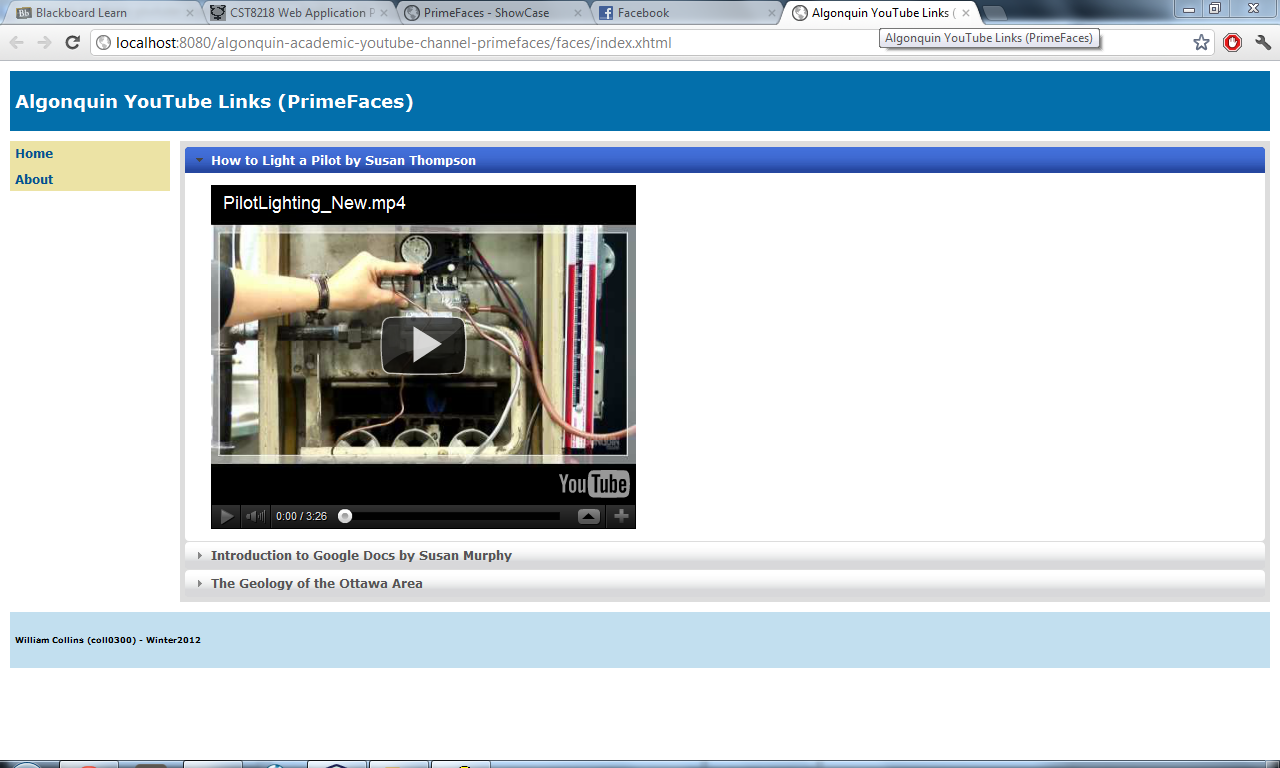 Blackboard Learn
CST8218 Web Application P
PrimeFaces - ShowCase
Facebook
Algonquin YouTube Links (
localhost:8080/algonquin-academic-youtube-channel-primefaces/faces/index.xhtml
Algonquin YouTube Links (PrimeFaces)
Algonquin YouTube Links (PrimeFaces)
Home
About
How to Light a Pilot by Susan Thompson
PilotLighting_New.mp4
YouTube
0:00 / 3:26
Introduction to Google Docs by Susan Murphy
The Geology of the Ottawa Area
William Collins (coll0300) - Winter2012